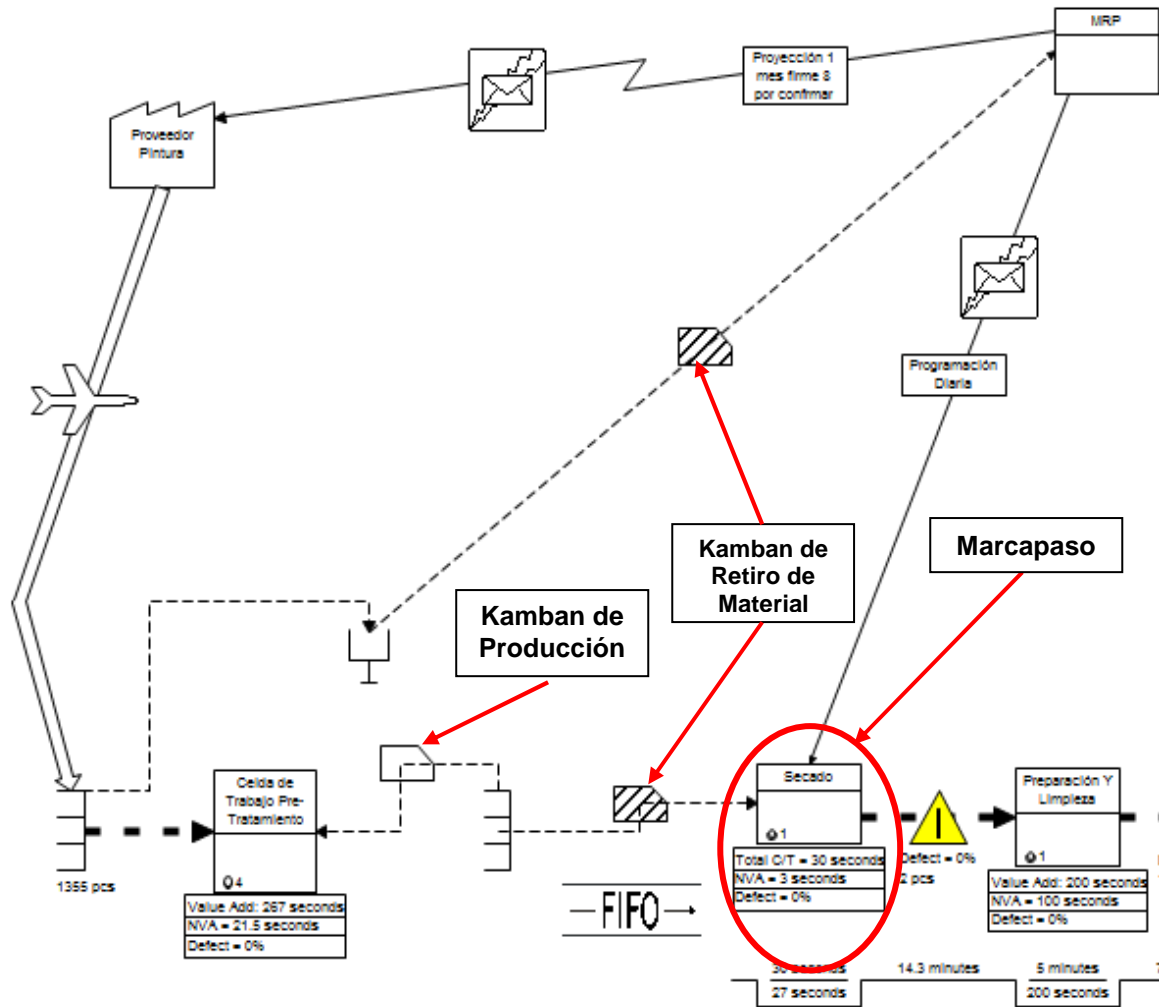 MRP
Proyección 1
mes firme 8
por confirmar
Proveedor
Pintura
Programación
Diaria
Kamban de
Retiro de
Material
Marcapaso
Kamban de
Producción
Celda de
Trabajo Pre-
Tratamiento
4
Value Add: 267 seconds
NVA = 21.5 seconds
Defect = 0%
1355 pcs
FIFO
Secado
1
Total C/T = 30 seconds
NVA = 3 seconds
Defect = 0%
Defect = 0%
2 pcs
Preparación Y
Limpieza
1
Value Add: 200 seconds
NVA = 100 seconds
Defect = 0%
30 seconds
27 seconds
14.3 minutes
5 minutes
200 seconds